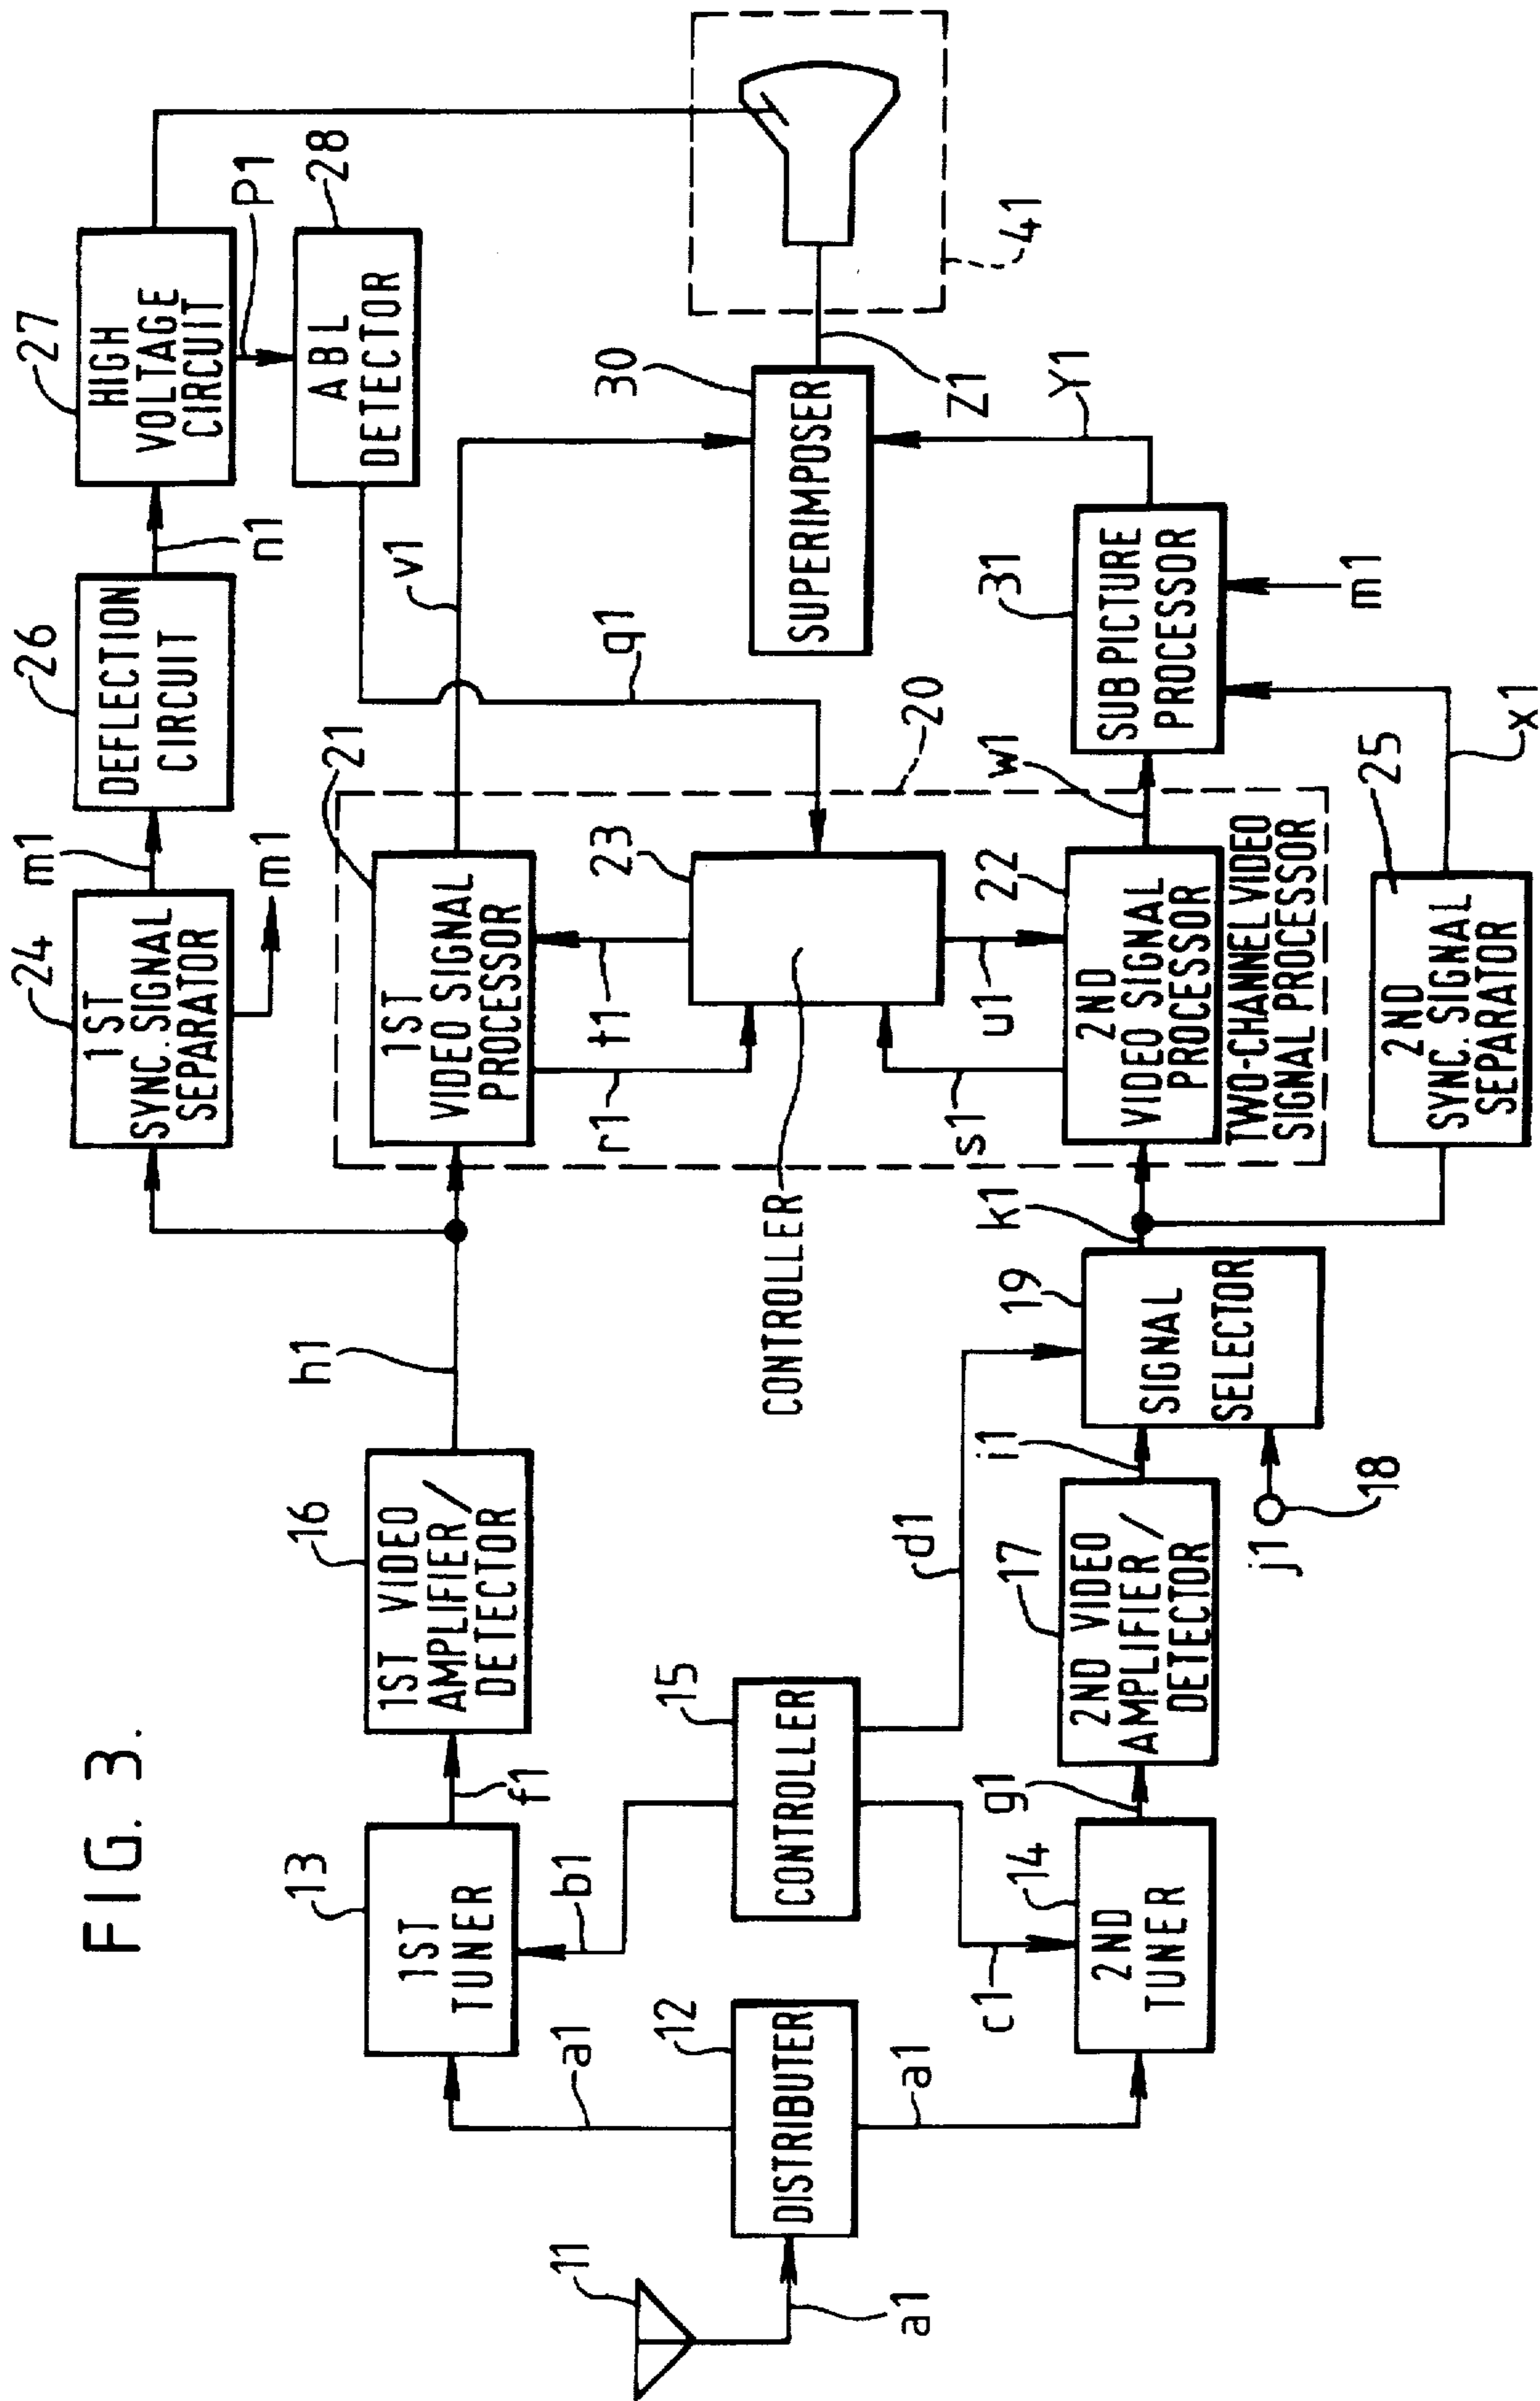 FIG. 3.
11
a1
12
DISTRIBUTER
a1
a1
13
1ST
TUNER
b1
15
CONTROLLER
c1
14
2ND
TUNER
f1
g1
16
1ST VIDEO
AMPLIFIER/
DETECTOR
d1
17
2ND VIDEO
AMPLIFIER/
DETECTOR
h1
i1
j1
18
19
SIGNAL
SELECTOR
k1
24
1ST
SYNC. SIGNAL
SEPARATOR
m1
m1
21
1ST
VIDEO SIGNAL
PROCESSOR
r1
t1
23
CONTROLLER
s1
u1
22
2ND
VIDEO SIGNAL
PROCESSOR
TWO-CHANNEL VIDEO
SIGNAL PROCESSOR
20
25
2ND
SYNC. SIGNAL
SEPARATOR
26
DEFLECTION
CIRCUIT
n1
v1
q1
w1
x1
31
SUB PICTURE
PROCESSOR
m1
27
HIGH
VOLTAGE
CIRCUIT
P1
28
ABL
DETECTOR
30
SUPERIMPOSER
Y1
Z1
41